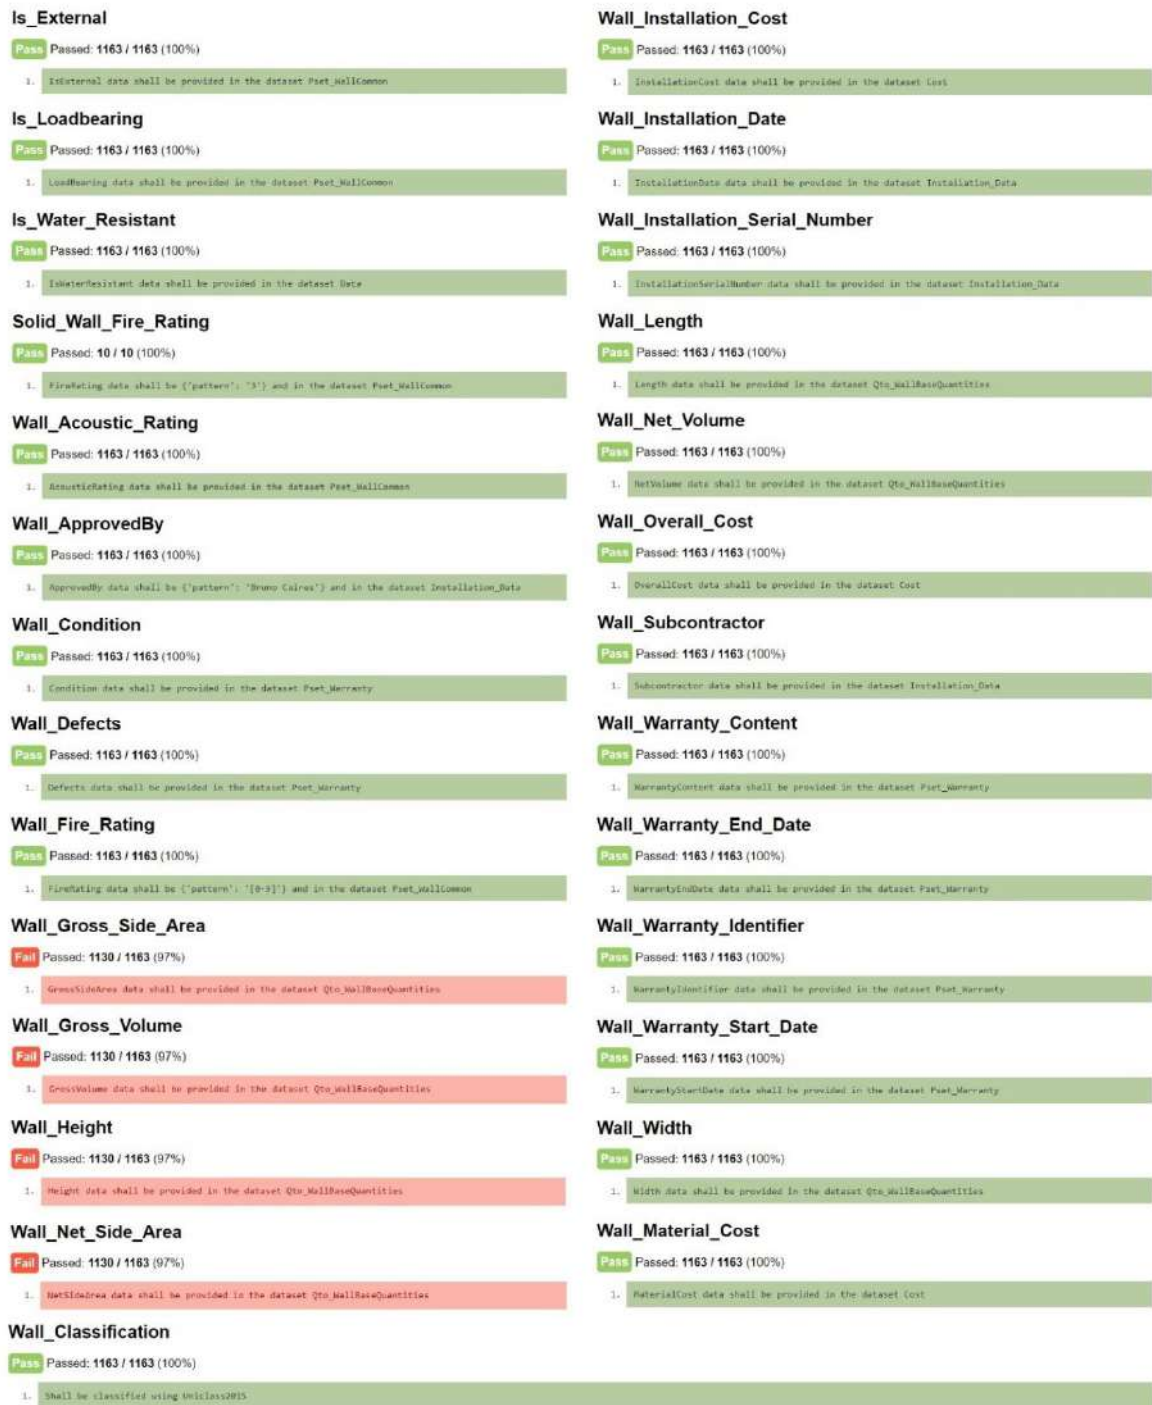 Is_External
Pass Passed: 1163 / 1163 (100%)
1. IsExternal data shall be provided in the dataset Pset_WallCommon
Is_Loadbearing
Pass Passed: 1163 / 1163 (100%)
1. LoadBearing data shall be provided in the dataset Pset_WallCommon
Is_Water_Resistant
Pass Passed: 1163 / 1163 (100%)
1. IsWaterResistant data shall be provided in the dataset Data
Solid_Wall_Fire_Rating
Pass Passed: 10 / 10 (100%)
1. FireRating data shall be {'pattern': '3'} and in the dataset Pset_WallCommon
Wall_Acoustic_Rating
Pass Passed: 1163 / 1163 (100%)
1. AcousticRating data shall be provided in the dataset Pset_WallCommon
Wall_ApprovedBy
Pass Passed: 1163 / 1163 (100%)
1. ApprovedBy data shall be {'pattern': 'Bruno Caires'} and in the dataset Installation_Data
Wall_Condition
Pass Passed: 1163 / 1163 (100%)
1. Condition data shall be provided in the dataset Pset_Warranty
Wall_Defects
Pass Passed: 1163 / 1163 (100%)
1. Defects data shall be provided in the dataset Pset_Warranty
Wall_Fire_Rating
Pass Passed: 1163 / 1163 (100%)
1. FireRating data shall be {'pattern': '[0-3]'} and in the dataset Pset_WallCommon
Wall_Gross_Side_Area
Fail Passed: 1130 / 1163 (97%)
1. GrossSideArea data shall be provided in the dataset Qto_WallBaseQuantities
Wall_Gross_Volume
Fail Passed: 1130 / 1163 (97%)
1. GrossVolume data shall be provided in the dataset Qto_WallBaseQuantities
Wall_Height
Fail Passed: 1130 / 1163 (97%)
1. Height data shall be provided in the dataset Qto_WallBaseQuantities
Wall_Net_Side_Area
Fail Passed: 1130 / 1163 (97%)
1. NetSideArea data shall be provided in the dataset Qto_WallBaseQuantities
Wall_Installation_Cost
Pass Passed: 1163 / 1163 (100%)
1. InstallationCost data shall be provided in the dataset Cost
Wall_Installation_Date
Pass Passed: 1163 / 1163 (100%)
1. InstallationDate data shall be provided in the dataset Installation_Data
Wall_Installation_Serial_Number
Pass Passed: 1163 / 1163 (100%)
1. InstallationSerialNumber data shall be provided in the dataset Installation_Data
Wall_Length
Pass Passed: 1163 / 1163 (100%)
1. Length data shall be provided in the dataset Qto_WallBaseQuantities
Wall_Net_Volume
Pass Passed: 1163 / 1163 (100%)
1. NetVolume data shall be provided in the dataset Qto_WallBaseQuantities
Wall_Overall_Cost
Pass Passed: 1163 / 1163 (100%)
1. OverallCost data shall be provided in the dataset Cost
Wall_Subcontractor
Pass Passed: 1163 / 1163 (100%)
1. Subcontractor data shall be provided in the dataset Installation_Data
Wall_Warranty_Content
Pass Passed: 1163 / 1163 (100%)
1. WarrantyContent data shall be provided in the dataset Pset_Warranty
Wall_Warranty_End_Date
Pass Passed: 1163 / 1163 (100%)
1. WarrantyEndDate data shall be provided in the dataset Pset_Warranty
Wall_Warranty_Identifier
Pass Passed: 1163 / 1163 (100%)
1. WarrantyIdentifier data shall be provided in the dataset Pset_Warranty
Wall_Warranty_Start_Date
Pass Passed: 1163 / 1163 (100%)
1. WarrantyStartDate data shall be provided in the dataset Pset_Warranty
Wall_Width
Pass Passed: 1163 / 1163 (100%)
1. Width data shall be provided in the dataset Qto_WallBaseQuantities
Wall_Material_Cost
Pass Passed: 1163 / 1163 (100%)
1. MaterialCost data shall be provided in the dataset Cost
Wall_Classification
Pass Passed: 1163 / 1163 (100%)
1. Shall be classified using Uniclass2015